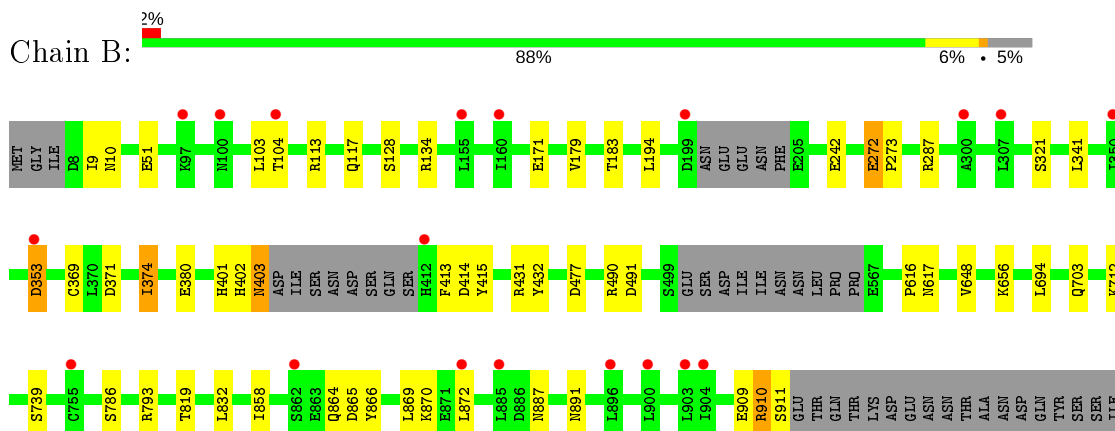 2%
Chain B:
88% 6% • 5%
MET GLY ILE D8 I9 N10 E51 K97 N100 L103 T104 R113 Q117 S128 R134 L155 I160 E171 V179 T183 L194 D199 ASN GLU GLU ASN PHE E205 E242 E272 P273 R287 A300 L307 S321 L341 I350
D353 C369 L370 D371 I374 E380 H401 H402 N403 ASP ILE SER ASN ASP SER GLN SER H412 F413 D414 Y415 R431 Y432 D477 R490 D491 S499 GLU SER ASP ILE ILE ASN ASN LEU PRO PRO E567 P616 N617 V648 K656 L694 Q703 K712
S739 C755 S786 R793 T819 L832 I858 S862 E863 Q864 D865 Y866 L869 K870 E871 L872 L885 D886 N887 N891 L896 L900 L903 I904 E909 R910 S911 GLU THR GLN THR LYS ASP GLU ASN ASN THR ALA ASN ASP GLN TYR SER SER ILE